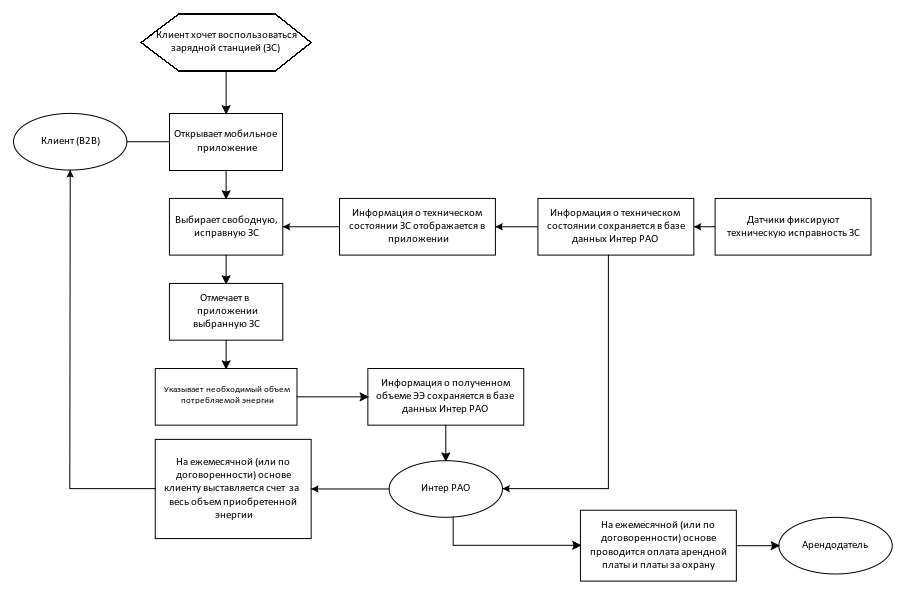 Клиент хочет воспользоваться
зарядной станцией (ЗС)
Клиент (B2B)
Открывает мобильное
приложение
Выбирает свободную,
исправную ЗС
Информация о техническом
состоянии ЗС отображается в
приложении
Информация о техническом
состоянии сохраняется в базе
данных Интер РАО
Датчики фиксируют
техническую исправность ЗС
Отмечает в
приложении
выбранную ЗС
Указывает необходимый объем
потребляемой энергии
Информация о полученном
объеме ЭЭ сохраняется в базе
данных Интер РАО
На ежемесячной (или по
договоренности) основе
клиенту выставляется счет за
весь объем приобретенной
энергии
Интер РАО
На ежемесячной (или по
договоренности) основе
проводится оплата арендной
платы и платы за охрану
Арендодатель